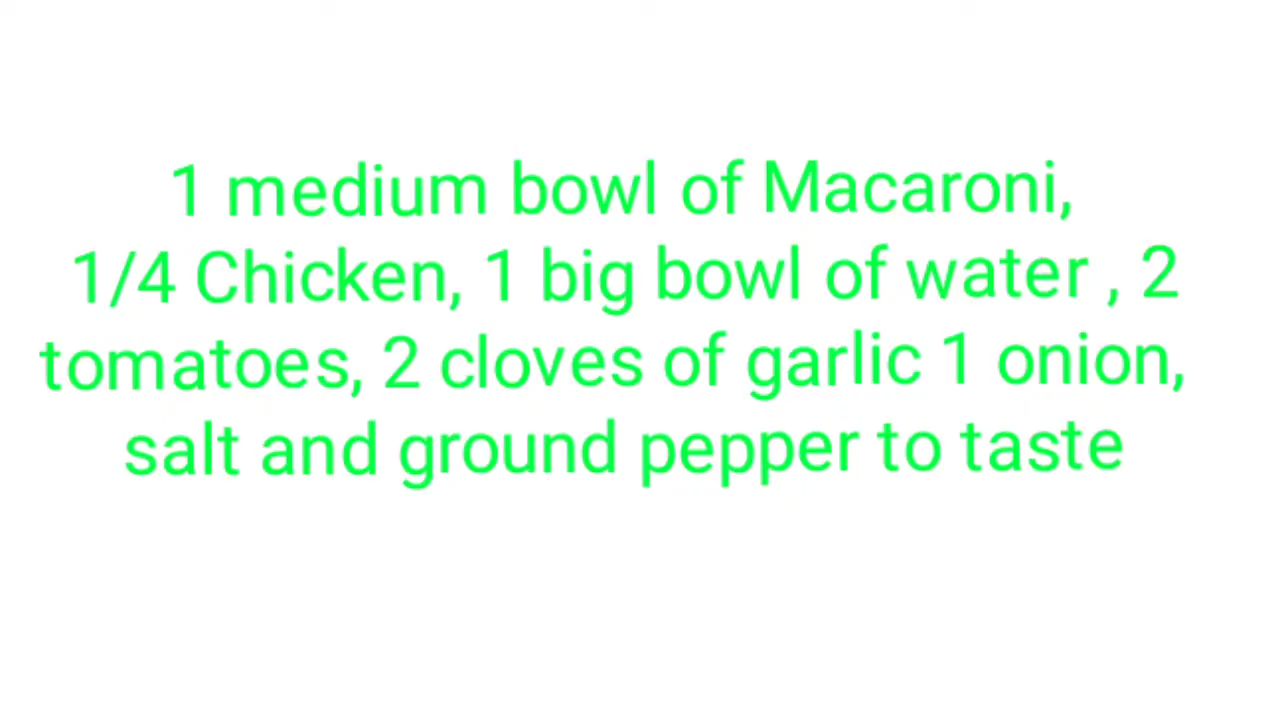 1 medium bowl of Macaroni,
1/4 Chicken, 1 big bowl of water , 2
tomatoes, 2 cloves of garlic 1 onion,
salt and ground pepper to taste